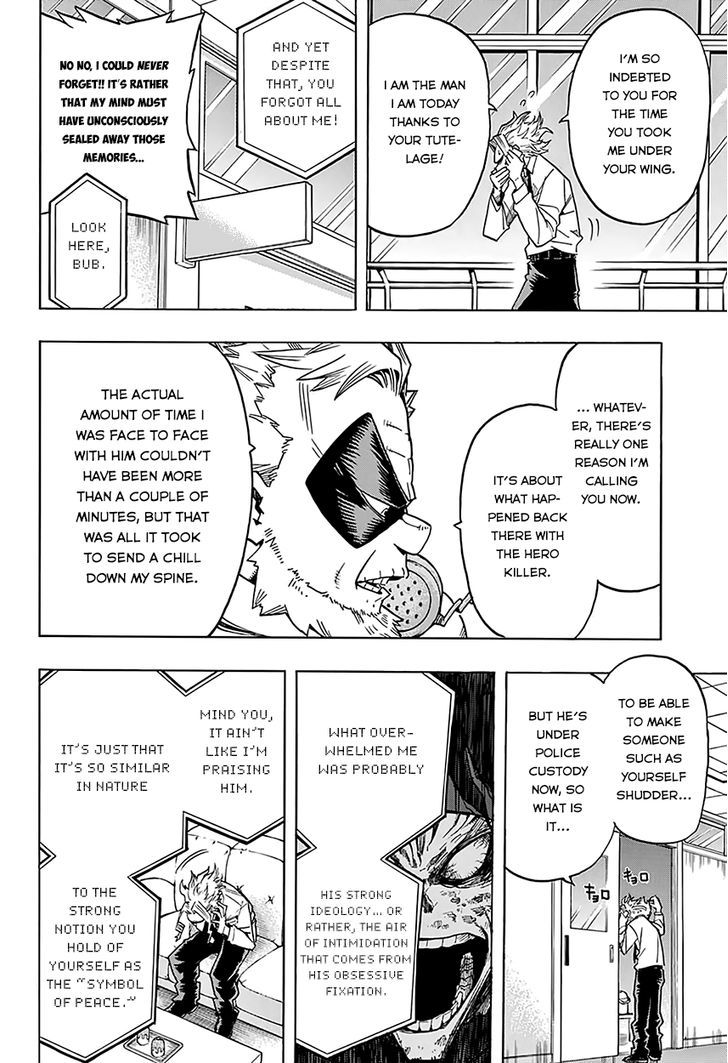 I'M SO
INDEBTED
TO YOU FOR
THE TIME
YOU TOOK
ME UNDER
YOUR WING.
I AM THE MAN
I AM TODAY
THANKS TO
YOUR TUTE-
LAGE!
AND YET
DESPITE
THAT, YOU
FORGOT ALL
ABOUT ME!
NO NO, I COULD NEVER
FORGET!! IT'S RATHER
THAT MY MIND MUST
HAVE UNCONSCIOUSLY
SEALED AWAY THOSE
MEMORIES...
LOOK
HERE,
BUB.
... WHATEV-
ER, THERE'S
REALLY ONE
REASON I'M
CALLING
YOU NOW.
IT'S ABOUT
WHAT HAP-
PENED BACK
THERE WITH
THE HERO
KILLER.
THE ACTUAL
AMOUNT OF TIME I
WAS FACE TO FACE
WITH HIM COULDN'T
HAVE BEEN MORE
THAN A COUPLE OF
MINUTES, BUT THAT
WAS ALL IT TOOK
TO SEND A CHILL
DOWN MY SPINE.
TO BE ABLE
TO MAKE
SOMEONE
SUCH AS
YOURSELF
SHUDDER...
BUT HE'S
UNDER
POLICE
CUSTODY
NOW, SO
WHAT IS
IT...
キョロ
キョロ
WHAT OVER-
WHELMED ME
WAS PROBABLY
HIS STRONG
IDEOLOGY... OR
RATHER, THE AIR
OF INTIMIDATION
THAT COMES FROM
HIS OBSESSIVE
FIXATION.
MIND YOU,
IT AIN'T
LIKE I'M
PRAISING
HIM.
IT'S JUST THAT
IT'S SO SIMILAR
IN NATURE
TO THE
STRONG
NOTION YOU
HOLD OF
YOURSELF AS
THE "SYMBOL
OF PEACE."